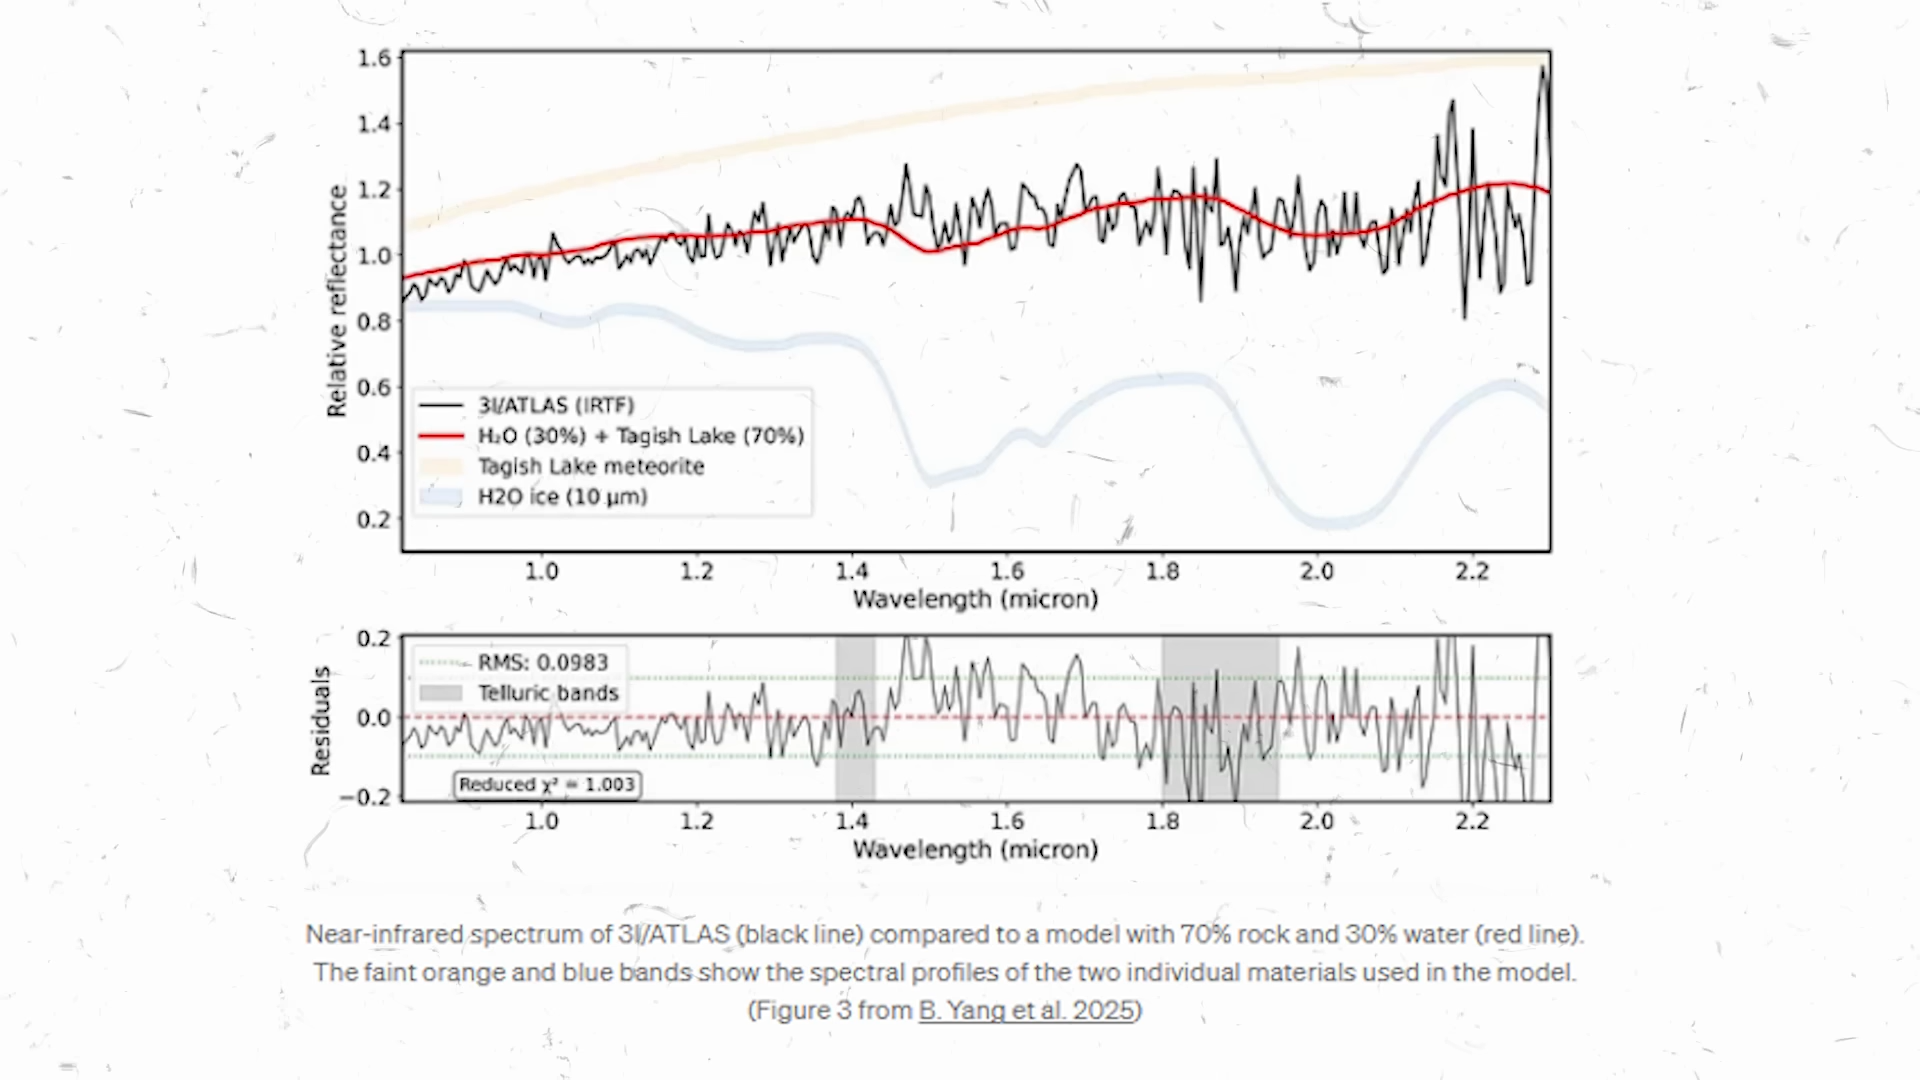 1.6
1.4
1.2
1.0
0.8
0.6
0.4
0.2
Relative reflectance
3I/ATLAS (IRTF)
H₂O (30%) + Tagish Lake (70%)
Tagish Lake meteorite
H2O ice (10 μm)
1.0 1.2 1.4 1.6 1.8 2.0 2.2
Wavelength (micron)
0.2
0.0
−0.2
Residuals
RMS: 0.0983
Telluric bands
Reduced χ² = 1.003
1.0 1.2 1.4 1.6 1.8 2.0 2.2
Wavelength (micron)
Near-infrared spectrum of 3I/ATLAS (black line) compared to a model with 70% rock and 30% water (red line).
The faint orange and blue bands show the spectral profiles of the two individual materials used in the model.
(Figure 3 from B. Yang et al. 2025)